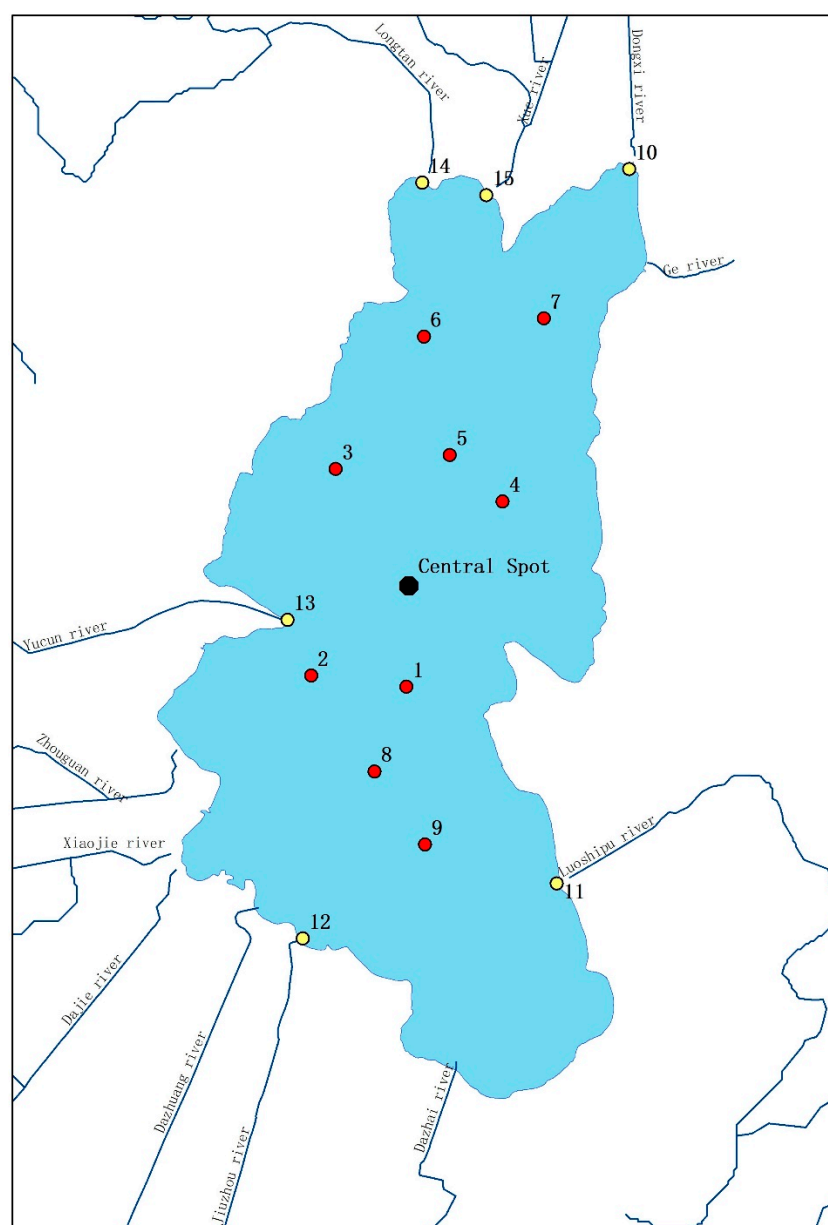 Longtan river
Xue river
Dongxi river
14
15
10
Ge river
7
6
5
3
4
Central Spot
13
Yucun river
2
1
Zhouguan river
8
Xiaojie river
9
Luoshipu river
11
12
Dajie river
Dazhuang river
Jiuzhou river
Dazhai river